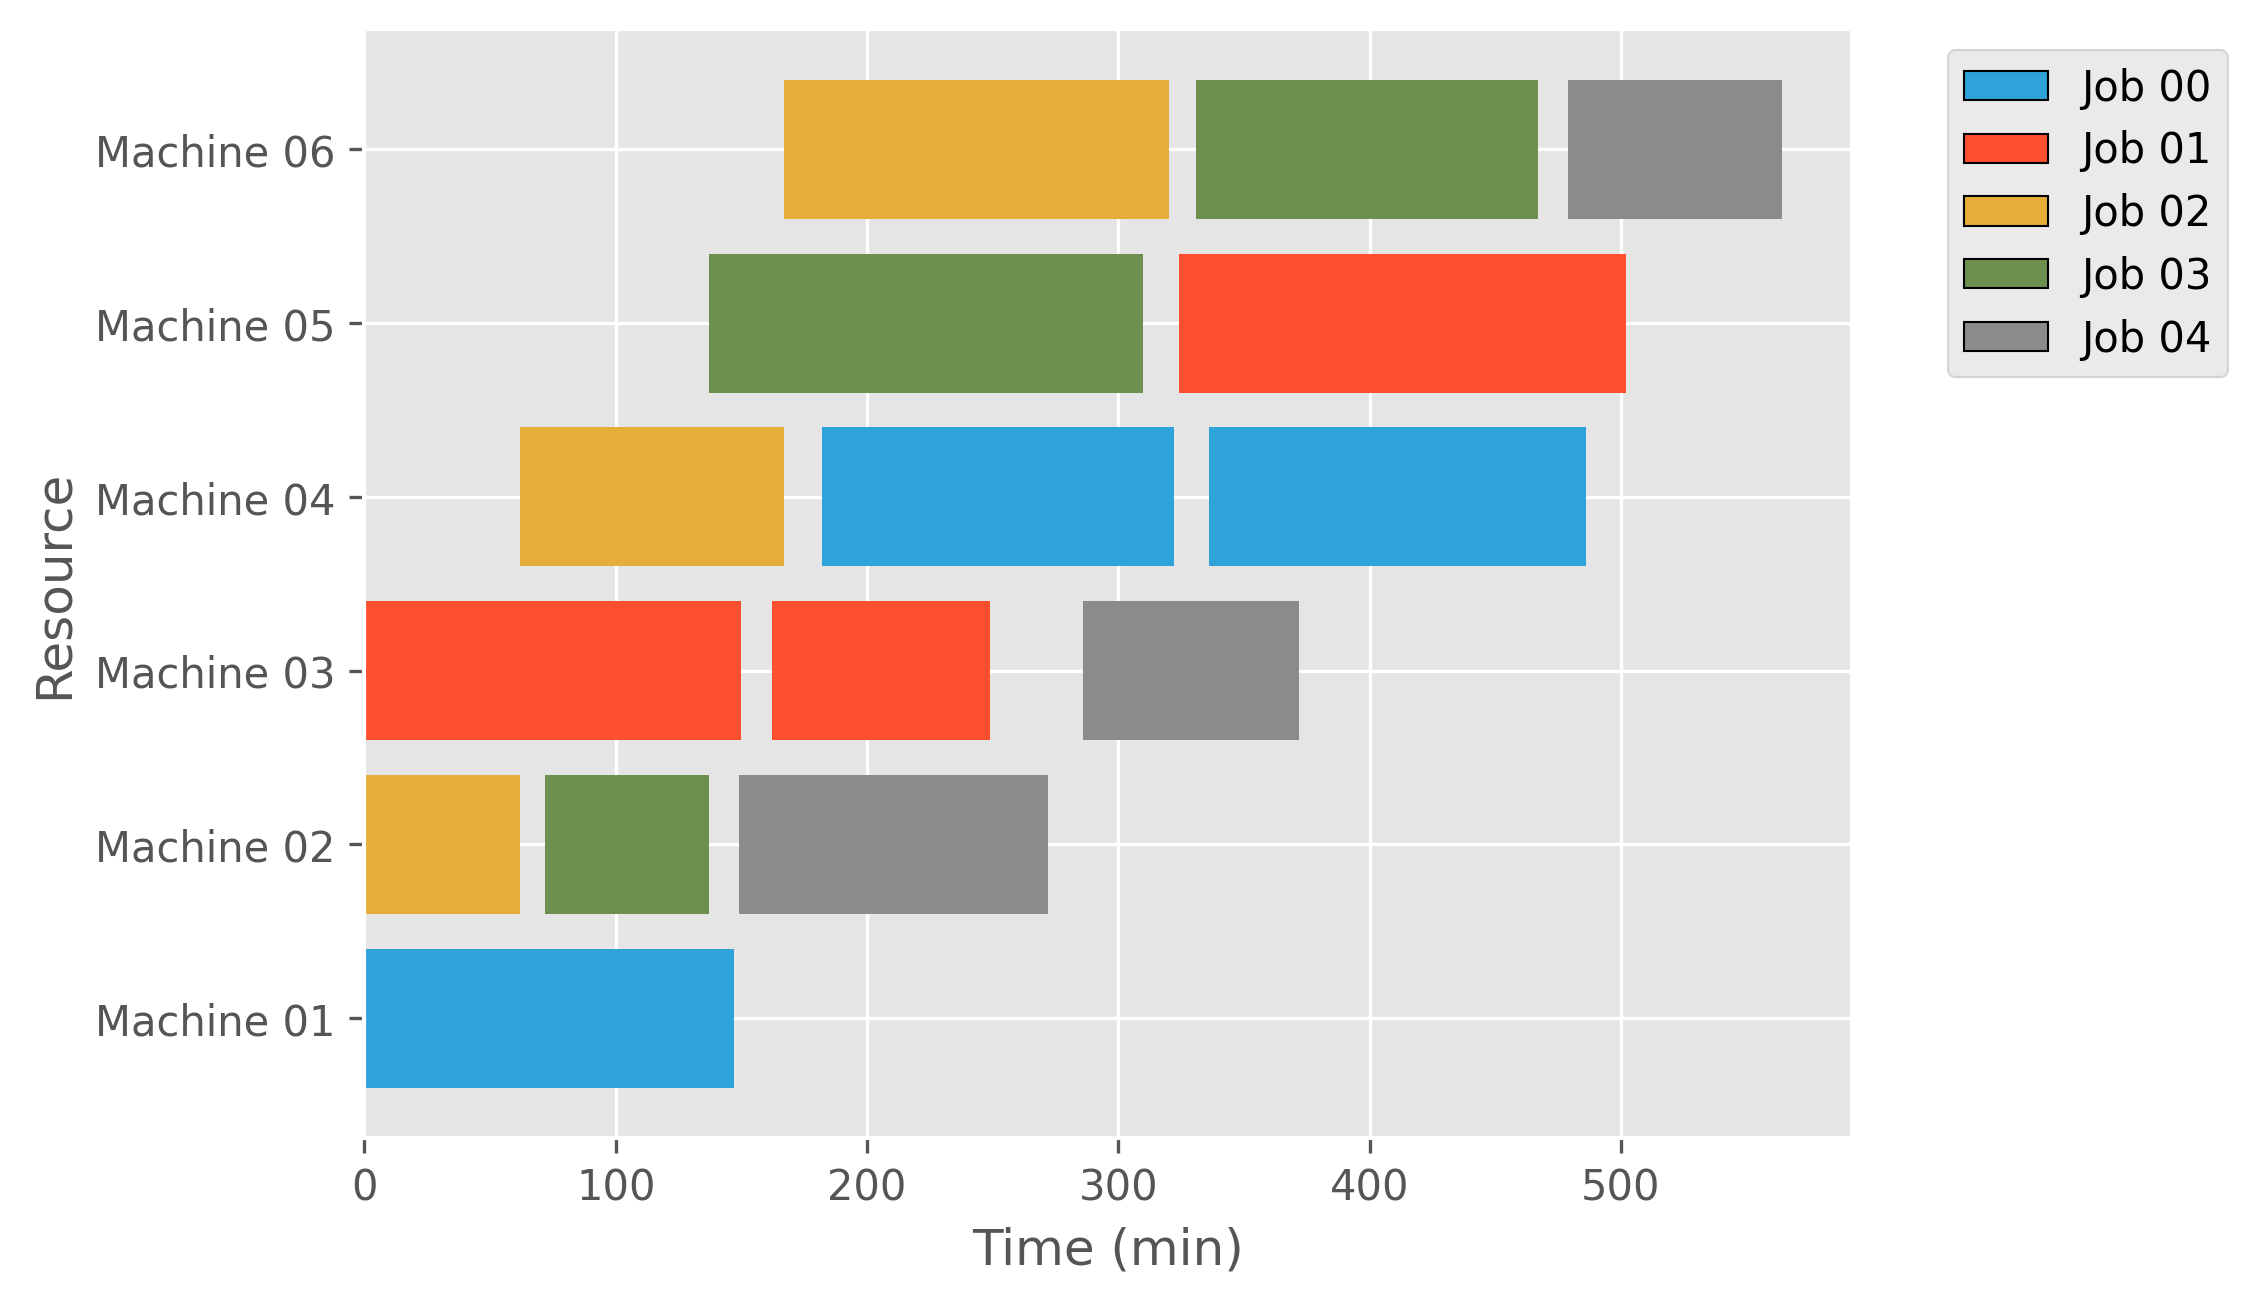 Machine 06
Machine 05
Machine 04
Machine 03
Machine 02
Machine 01
Resource
0 100 200 300 400 500
Time (min)
Job 00
Job 01
Job 02
Job 03
Job 04